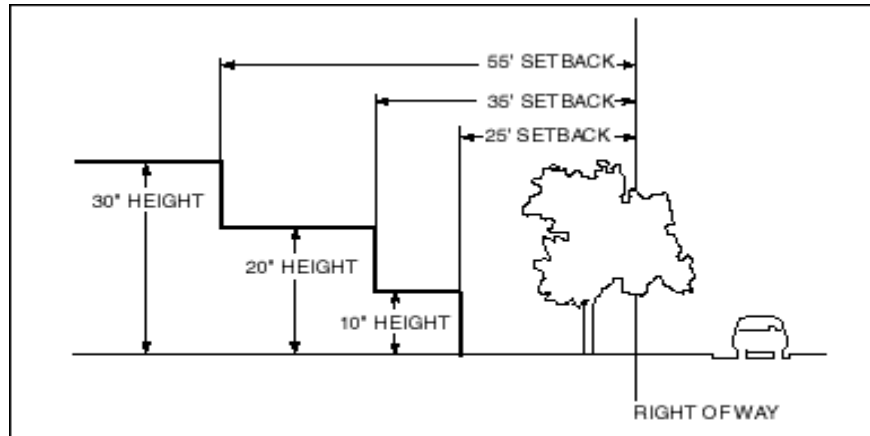 55' SETBACK
35' SETBACK
25' SETBACK
30" HEIGHT
20" HEIGHT
10" HEIGHT
RIGHT OF WAY